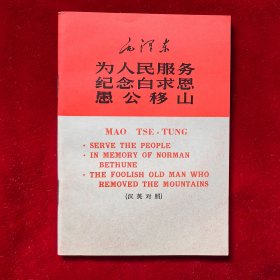 毛泽东
为人民服务
纪念白求恩
愚公移山
MAO TSE-TUNG
· SERVE THE PEOPLE
· IN MEMORY OF NORMAN
BETHUNE
· THE FOOLISH OLD MAN WHO
REMOVED THE MOUNTAINS
(汉英对照)